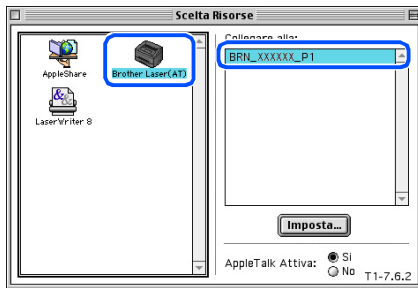 Scelta Risorse
AppleShare
Brother Laser(AT)
LaserWriter 8
Collegare alla:
BRN_XXXXXX_P1
Imposta...
AppleTalk Attiva:
Si
No
T1-7.6.2